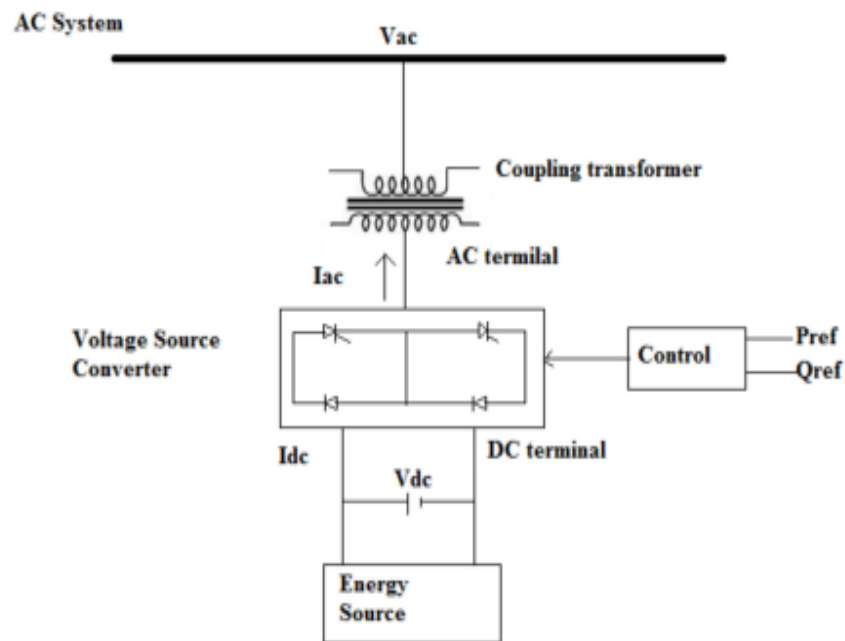 AC System
Vac
Coupling transformer
AC termilal
Iac
Voltage Source
Converter
Control
Pref
Qref
Idc
DC terminal
Vdc
Energy
Source